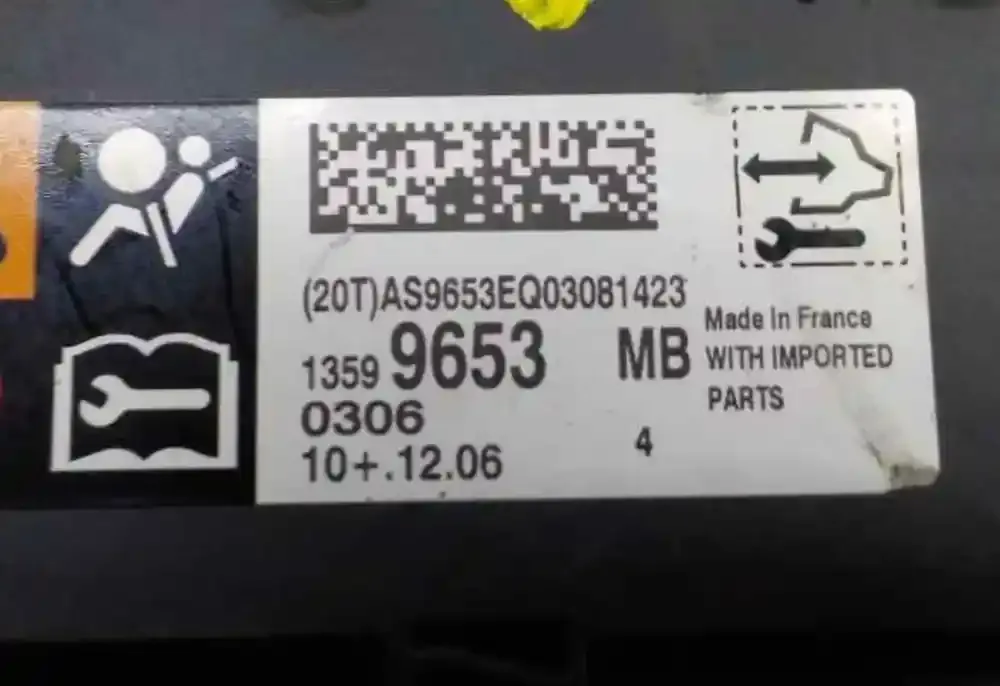 (20T)AS9653EQ03081423
1359 9653 MB
0306
10+.12.06
4
Made In France
WITH IMPORTED
PARTS